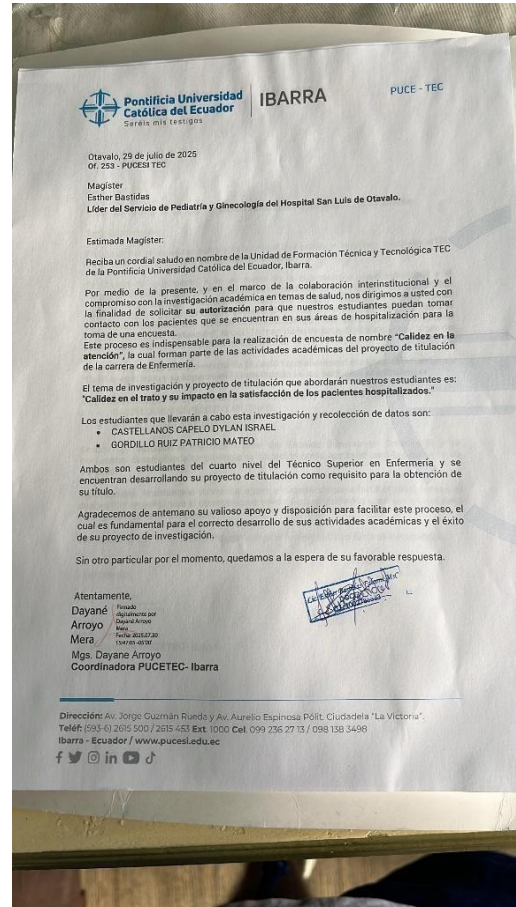 Pontificia Universidad
Católica del Ecuador
Seréis mis testigos
IBARRA
PUCE - TEC
Otavalo, 29 de julio de 2025
Of. 253 - PUCESI TEC
Magíster
Esther Bastidas
Líder del Servicio de Pediatría y Ginecología del Hospital San Luis de Otavalo.
Estimada Magister:
Reciba un cordial saludo en nombre de la Unidad de Formación Técnica y Tecnológica TEC
de la Pontificia Universidad Católica del Ecuador, Ibarra.
Por medio de la presente, y en el marco de la colaboración interinstitucional y el
compromiso con la investigación académica en temas de salud, nos dirigimos a usted con
la finalidad de solicitar su autorización para que nuestros estudiantes puedan tomar
contacto con los pacientes que se encuentran en sus áreas de hospitalización para la
toma de una encuesta.
Este proceso es indispensable para la realización de encuesta de nombre "Calidez en la
atención", la cual forman parte de las actividades académicas del proyecto de titulación
de la carrera de Enfermería.
El tema de investigación y proyecto de titulación que abordarán nuestros estudiantes es:
"Calidez en el trato y su impacto en la satisfacción de los pacientes hospitalizados."
Los estudiantes que llevarán a cabo esta investigación y recolección de datos son:
• CASTELLANOS CAPELO DYLAN ISRAEL
• GORDILLO RUIZ PATRICIO MATEO
Ambos son estudiantes del cuarto nivel del Técnico Superior en Enfermería y se
encuentran desarrollando su proyecto de titulación como requisito para la obtención de
su título.
Agradecemos de antemano su valioso apoyo y disposición para facilitar este proceso, el
cual es fundamental para el correcto desarrollo de sus actividades académicas y el éxito
de su proyecto de investigación.
Sin otro particular por el momento, quedamos a la espera de su favorable respuesta.
Atentamente,
Dayané
Arroyo
Mera
Firmado
digitalmente por
Dayané Arroyo
Mera
Fecha: 2025.07.30
Mgs. Dayane Arroyo
Coordinadora PUCETEC- Ibarra
Dirección: Av. Jorge Guzmán Rueda y Av. Aurelio Espinosa Pólit. Ciudadela "La Victoria".
Teléf: (593-6) 2615 500 / 2615 453 Ext. 1000 Cel. 099 236 27 13 / 098 138 3498
Ibarra - Ecuador / www.pucesi.edu.ec